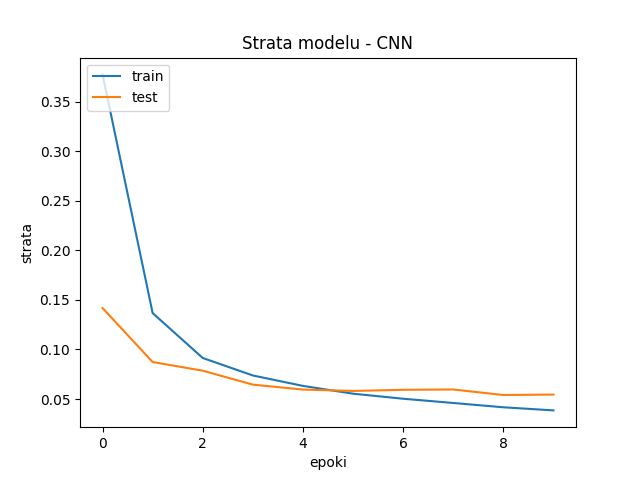 Strata modelu - CNN
train
test
0.35
0.30
0.25
0.20
0.15
0.10
0.05
strata
0 2 4 6 8
epoki